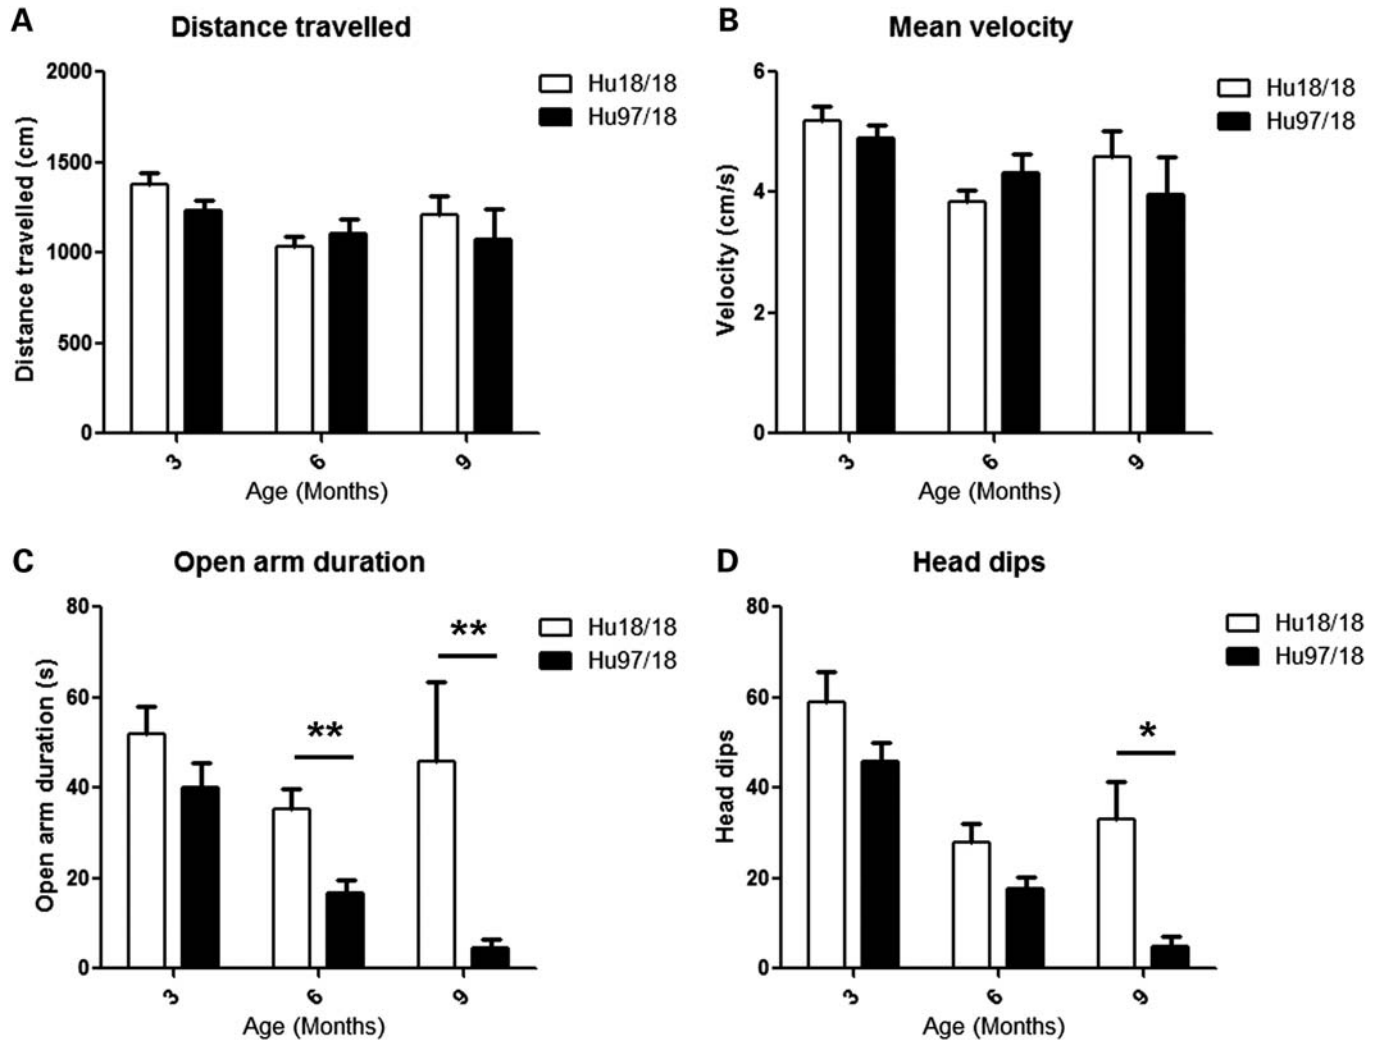 A
Distance travelled
Distance travelled (cm)
2000
1500
1000
500
0
3
6
9
Age (Months)
Hu18/18
Hu97/18
B
Mean velocity
Velocity (cm/s)
6
4
2
0
3
6
9
Age (Months)
Hu18/18
Hu97/18
C
Open arm duration
Open arm duration (s)
80
60
40
20
0
**
**
3
6
9
Age (Months)
Hu18/18
Hu97/18
D
Head dips
Head dips
80
60
40
20
0
*
3
6
9
Age (Months)
Hu18/18
Hu97/18